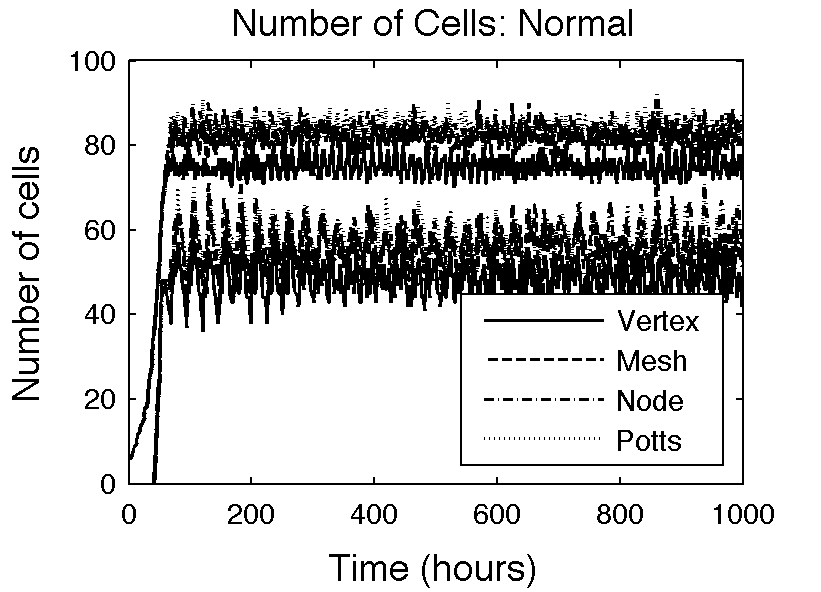 Number of Cells: Normal
100
80
60
40
20
0
Number of cells
Vertex
Mesh
Node
Potts
0 200 400 600 800 1000
Time (hours)